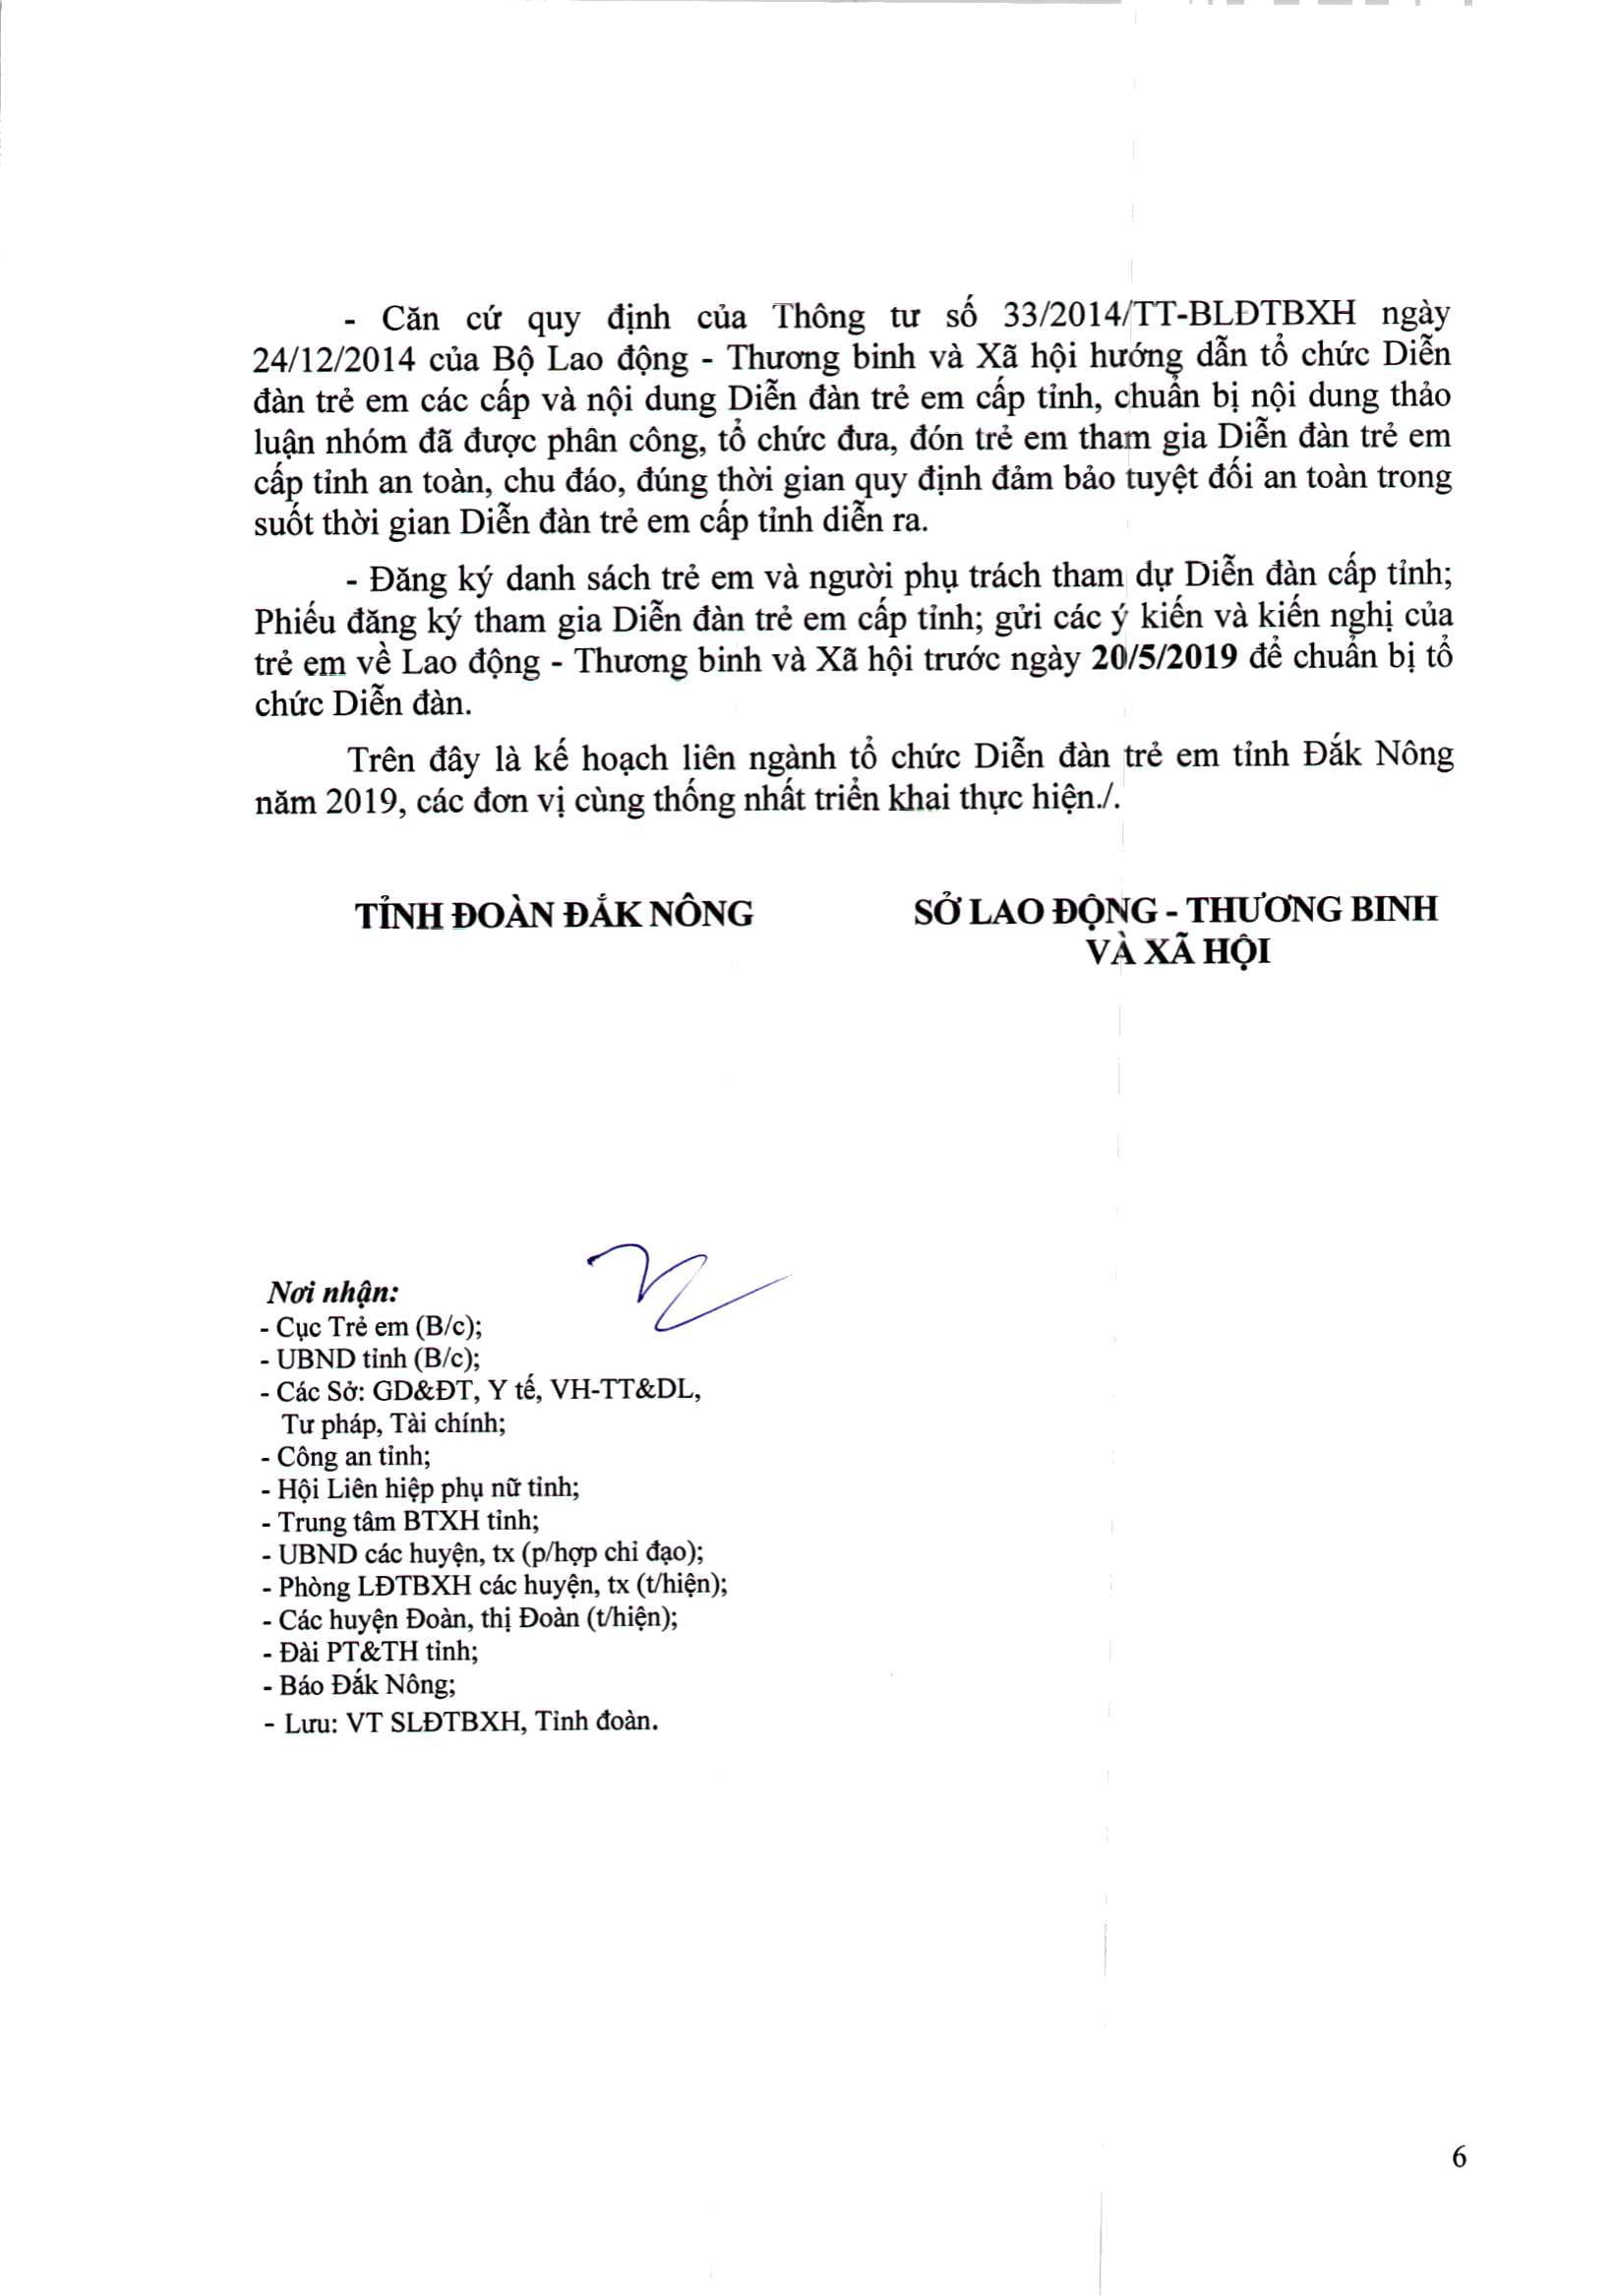 - Căn cứ quy định của Thông tư số 33/2014/TT-BLĐTBXH ngày
24/12/2014 của Bộ Lao động - Thương binh và Xã hội hướng dẫn tổ chức Diễn
đàn trẻ em các cấp và nội dung Diễn đàn trẻ em cấp tỉnh, chuẩn bị nội dung thảo
luận nhóm đã được phân công, tổ chức đưa, đón trẻ em tham gia Diễn đàn trẻ em
cấp tỉnh an toàn, chu đáo, đúng thời gian quy định đảm bảo tuyệt đối an toàn trong
suốt thời gian Diễn đàn trẻ em cấp tỉnh diễn ra.
- Đăng ký danh sách trẻ em và người phụ trách tham dự Diễn đàn cấp tỉnh;
Phiếu đăng ký tham gia Diễn đàn trẻ em cấp tỉnh; gửi các ý kiến và kiến nghị của
trẻ em về Lao động - Thương binh và Xã hội trước ngày 20/5/2019 để chuẩn bị tổ
chức Diễn đàn.
Trên đây là kế hoạch liên ngành tổ chức Diễn đàn trẻ em tỉnh Đắk Nông
năm 2019, các đơn vị cùng thống nhất triển khai thực hiện./.
TỈNH ĐOÀN ĐẮK NÔNG
SỞ LAO ĐỘNG - THƯƠNG BINH
VÀ XÃ HỘI
Nơi nhận:
- Cục Trẻ em (B/c);
- UBND tỉnh (B/c);
- Các Sở: GD&ĐT, Y tế, VH-TT&DL,
Tư pháp, Tài chính;
- Công an tỉnh;
- Hội Liên hiệp phụ nữ tỉnh;
- Trung tâm BTXH tỉnh;
- UBND các huyện, tx (p/hợp chỉ đạo);
- Phòng LĐTBXH các huyện, tx (t/hiện);
- Các huyện Đoàn, thị Đoàn (t/hiện);
- Đài PT&TH tỉnh;
- Báo Đắk Nông;
- Lưu: VT SLĐTBXH, Tỉnh đoàn.
6